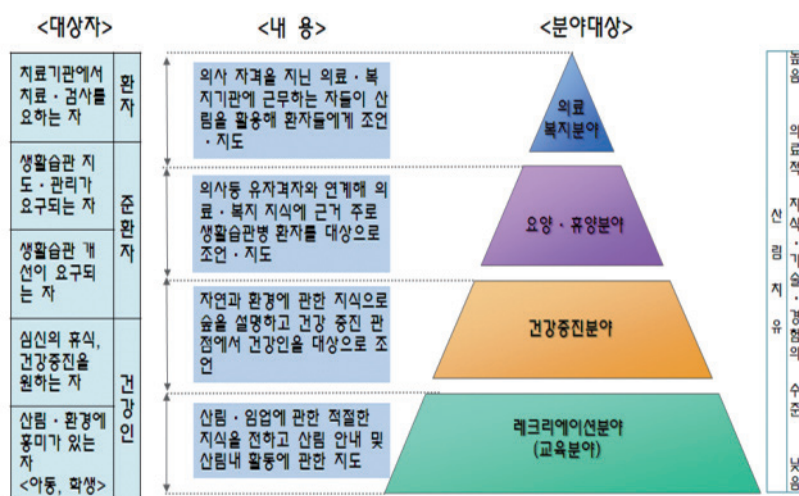 <대상자>
<내 용>
<분야대상>
치료기관에서
치료·검사를
요하는 자
환자
의사 자격을 지닌 의료·복
지기관에 근무하는 자들이 산
림을 활용해 환자들에게 조언
·지도
의료
복지분야
생활습관 지
도·관리가
요구되는 자
생활습관 개
선이 요구되
는 자
준환자
의사등 유자격자와 연계해 의
료·복지 지식에 근거 주로
생활습관병 환자를 대상으로
조언·지도
요양·휴양분야
심신의 휴식,
건강증진을
원하는 자
산림·환경에
흥미가 있는
자
<아동, 학생>
건강인
자연과 환경에 관한 지식으로
숲을 설명하고 건강 증진 관
점에서 건강인을 대상으로 조
언
건강증진분야
산림·임업에 관한 적절한
지식을 전하고 산림 안내 및
산림내 활동에 관한 지도
레크리에이션분야
(교육분야)
산림치유
높음 의료적 지식·기술·경험의 수준 낮음